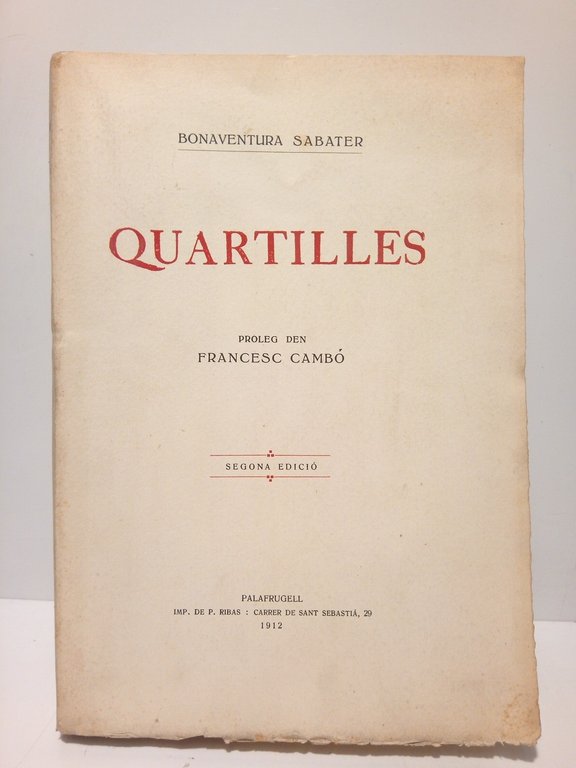 BONAVENTURA SABATER
QUARTILLES
PROLEG DEN
FRANCESC CAMBÓ
SEGONA EDICIÓ
PALAFRUGELL
IMP. DE P. RIBAS : CARRER DE SANT SEBASTIÁ, 29
1912